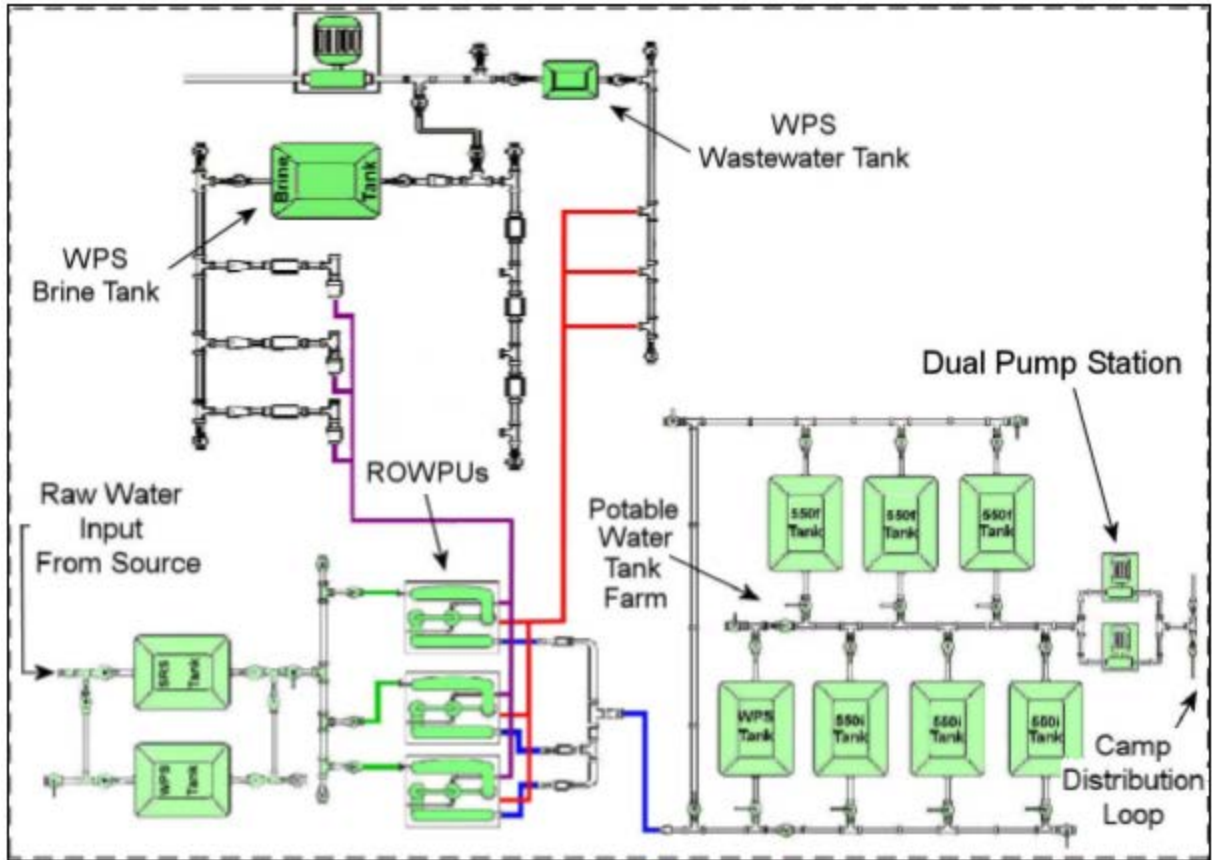 WPS
Wastewater Tank
Brine
Tank
WPS
Brine Tank
Dual Pump Station
ROWPUs
Raw Water
Input
From Source
Potable
Water
Tank
Farm
550f
Tank
550f
Tank
550f
Tank
SRS
Tank
WPS
Tank
WPS
Tank
550i
Tank
550i
Tank
550i
Tank
Camp
Distribution
Loop